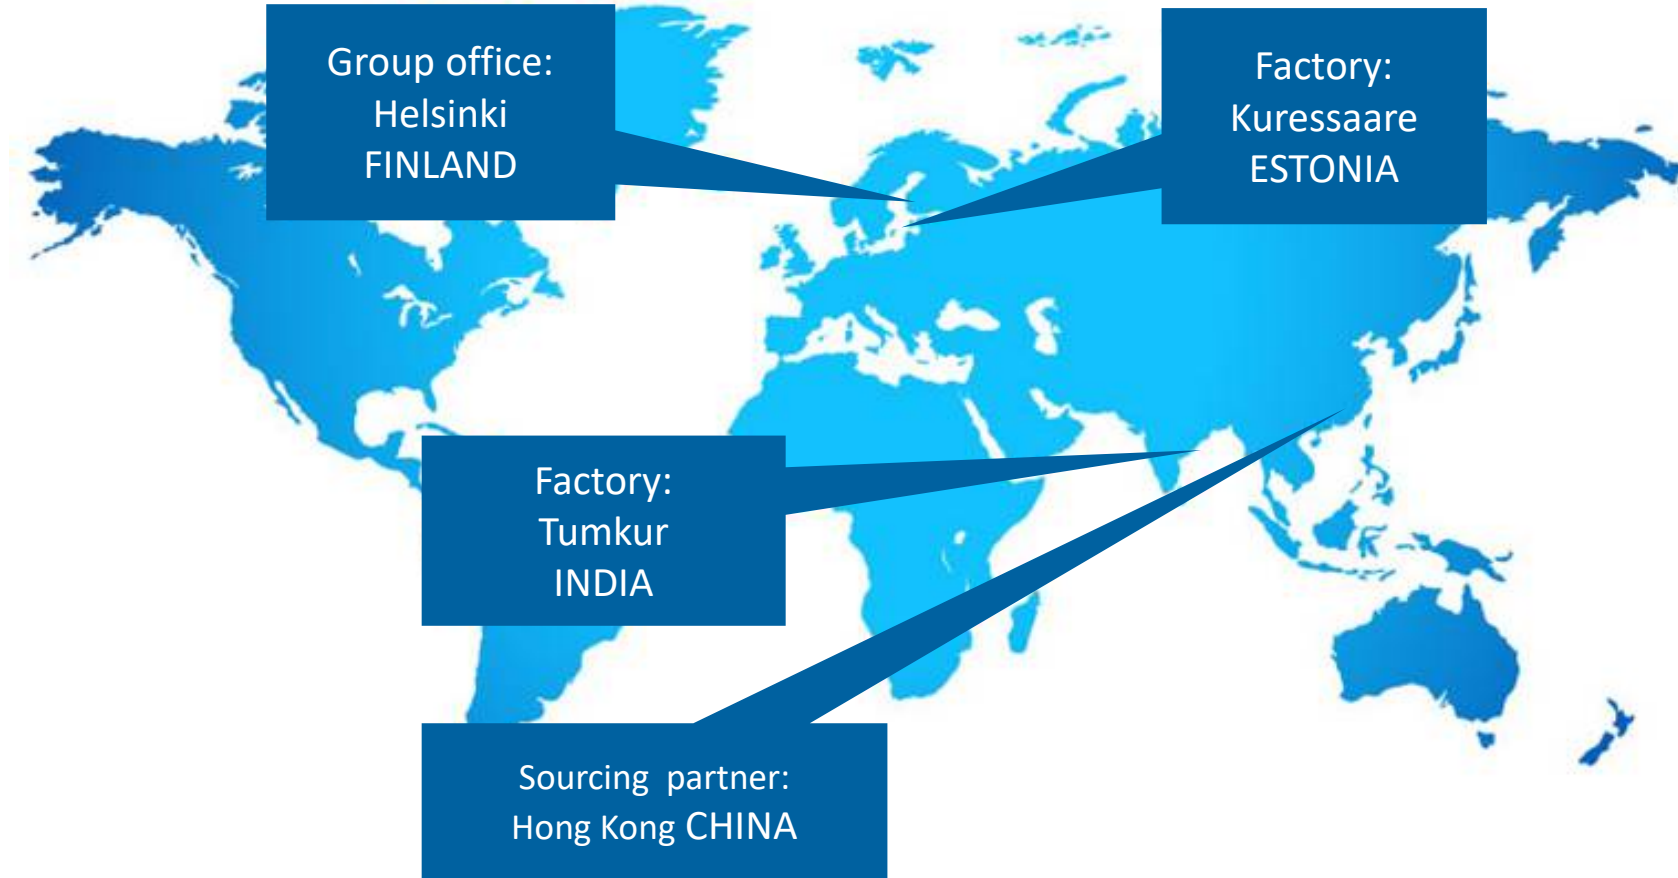 Group office:
Helsinki
FINLAND
Factory:
Kuressaare
ESTONIA
Factory:
Tumkur
INDIA
Sourcing  partner:
Hong Kong CHINA